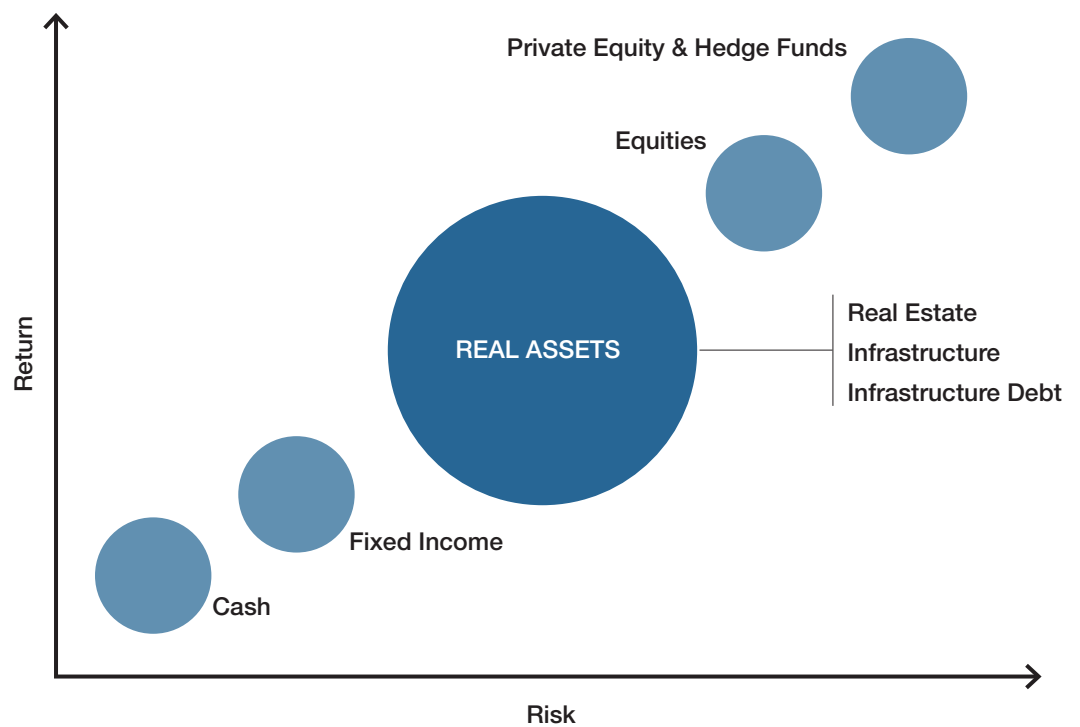 Private Equity & Hedge Funds
Equities
REAL ASSETS
Real Estate
Infrastructure
Infrastructure Debt
Return
Fixed Income
Cash
Risk